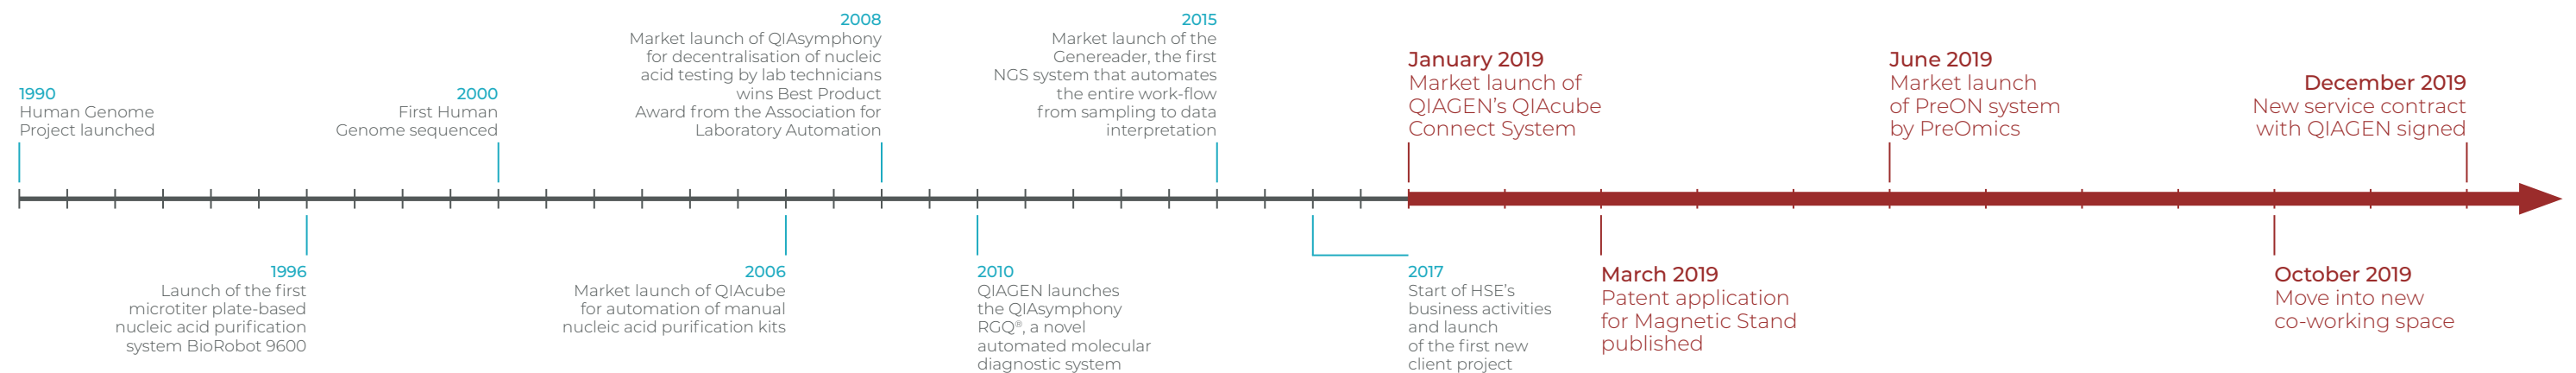 1990
Human Genome
Project launched
1996
Launch of the first
microtiter plate-based
nucleic acid purification
system BioRobot 9600
2000
First Human
Genome sequenced
2006
Market launch of QIAcube
for automation of manual
nucleic acid purification kits
2008
Market launch of QIAsymphony
for decentralisation of nucleic
acid testing by lab technicians
wins Best Product
Award from the Association for
Laboratory Automation
2010
QIAGEN launches
the QIAsymphony
RGQ®, a novel
automated molecular
diagnostic system
2015
Market launch of the
Genereader, the first
NGS system that automates
the entire work-flow
from sampling to data
interpretation
2017
Start of HSE’s
business activities
and launch
of the first new
client project
January 2019
Market launch of
QIAGEN’s QIAcube
Connect System
March 2019
Patent application
for Magnetic Stand
published
June 2019
Market launch
of PreON system
by PreOmics
October 2019
Move into new
co-working space
December 2019
New service contract
with QIAGEN signed